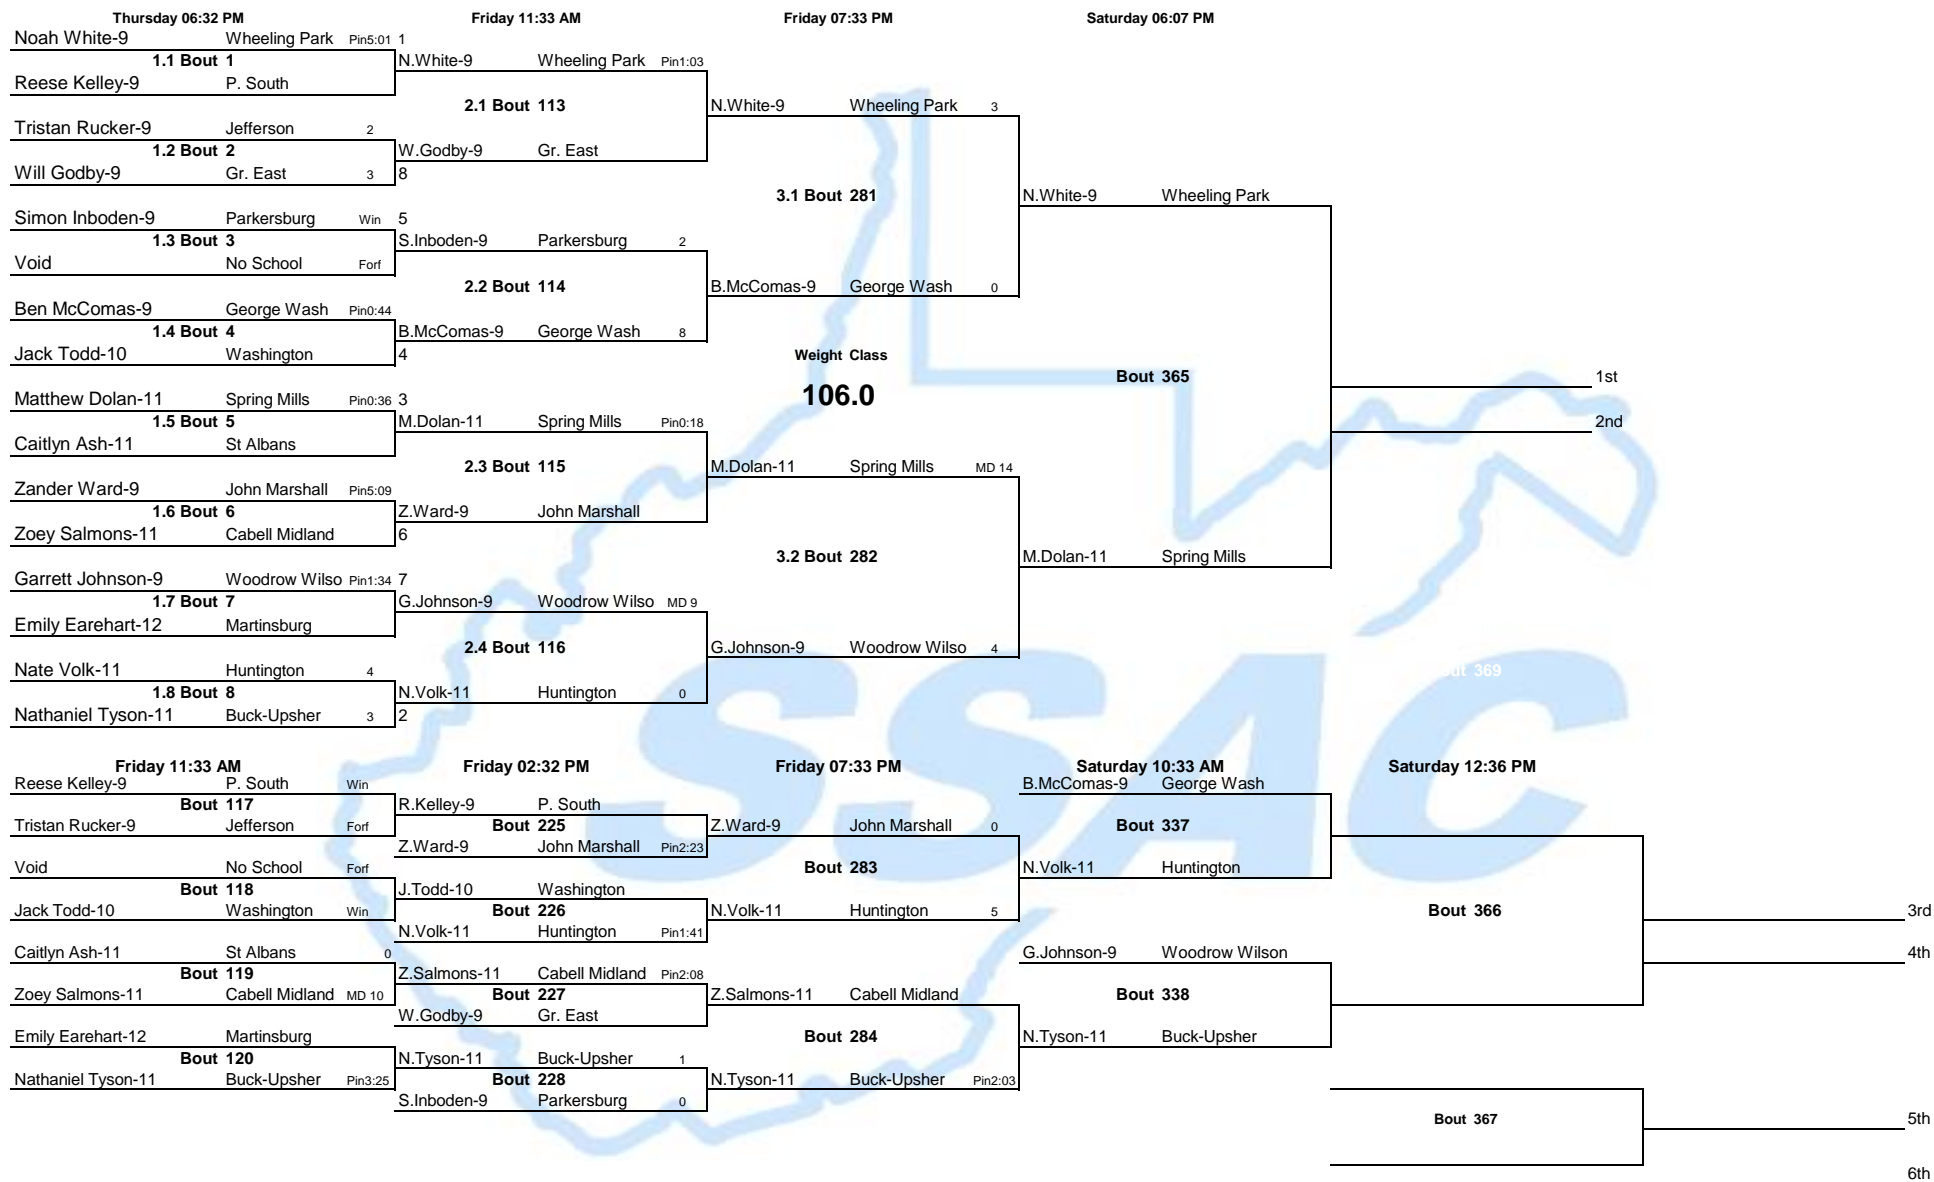 Thursday 06:32 PM Friday 11:33 AM Friday 07:33 PM Saturday 06:07 PM
Noah White-9 Wheeling Park Pin5:01 1
1.1 Bout 1 N.White-9 Wheeling Park Pin1:03
Reese Kelley-9 P. South
2.1 Bout 113 N.White-9 Wheeling Park 3
Tristan Rucker-9 Jefferson 2
1.2 Bout 2 W.Godby-9 Gr. East
Will Godby-9 Gr. East 3 8
3.1 Bout 281 N.White-9 Wheeling Park
Simon Inboden-9 Parkersburg Win 5
1.3 Bout 3 S.Inboden-9 Parkersburg 2
Void No School Forf
2.2 Bout 114 B.McComas-9 George Wash 0
Ben McComas-9 George Wash Pin0:44
1.4 Bout 4 B.McComas-9 George Wash 8
Jack Todd-10 Washington 4 Weight Class
Bout 365 1st
106.0
Matthew Dolan-11 Spring Mills Pin0:36 3
1.5 Bout 5 M.Dolan-11 Spring Mills Pin0:18 2nd
Caitlyn Ash-11 St Albans
2.3 Bout 115 M.Dolan-11 Spring Mills MD 14
Zander Ward-9 John Marshall Pin5:09
1.6 Bout 6 Z.Ward-9 John Marshall
Zoey Salmons-11 Cabell Midland 6
3.2 Bout 282 M.Dolan-11 Spring Mills
Garrett Johnson-9 Woodrow Wilso Pin1:34 7
1.7 Bout 7 G.Johnson-9 Woodrow Wilso MD 9
Emily Earehart-12 Martinsburg
2.4 Bout 116 G.Johnson-9 Woodrow Wilso 4
Nate Volk-11 Huntington 4 369
1.8 Bout 8 N.Volk-11 Huntington 0
Nathaniel Tyson-11 Buck-Upsher 3 2
SSAC
Friday 11:33 AM Friday 02:32 PM Friday 07:33 PM Saturday 10:33 AM Saturday 12:36 PM
Reese Kelley-9 P. South Win B.McComas-9 George Wash
Bout 117 R.Kelley-9 P. South
Tristan Rucker-9 Jefferson Forf Bout 225 Z.Ward-9 John Marshall 0 Bout 337
Z.Ward-9 John Marshall Pin2:23
Void No School Forf Bout 283 N.Volk-11 Huntington
Bout 118 J.Todd-10 Washington
Jack Todd-10 Washington Win Bout 226 N.Volk-11 Huntington 5 Bout 366 3rd
N.Volk-11 Huntington Pin1:41
Caitlyn Ash-11 St Albans 0 G.Johnson-9 Woodrow Wilson 4th
Bout 119 Z.Salmons-11 Cabell Midland Pin2:08
Zoey Salmons-11 Cabell Midland MD 10 Bout 227 Z.Salmons-11 Cabell Midland Bout 338
W.Godby-9 Gr. East
Emily Earehart-12 Martinsburg Bout 284 N.Tyson-11 Buck-Upsher
Bout 120 N.Tyson-11 Buck-Upsher 1
Nathaniel Tyson-11 Buck-Upsher Pin3:25 Bout 228 N.Tyson-11 Buck-Upsher Pin2:03
S.Inboden-9 Parkersburg 0
Bout 367 5th
6th